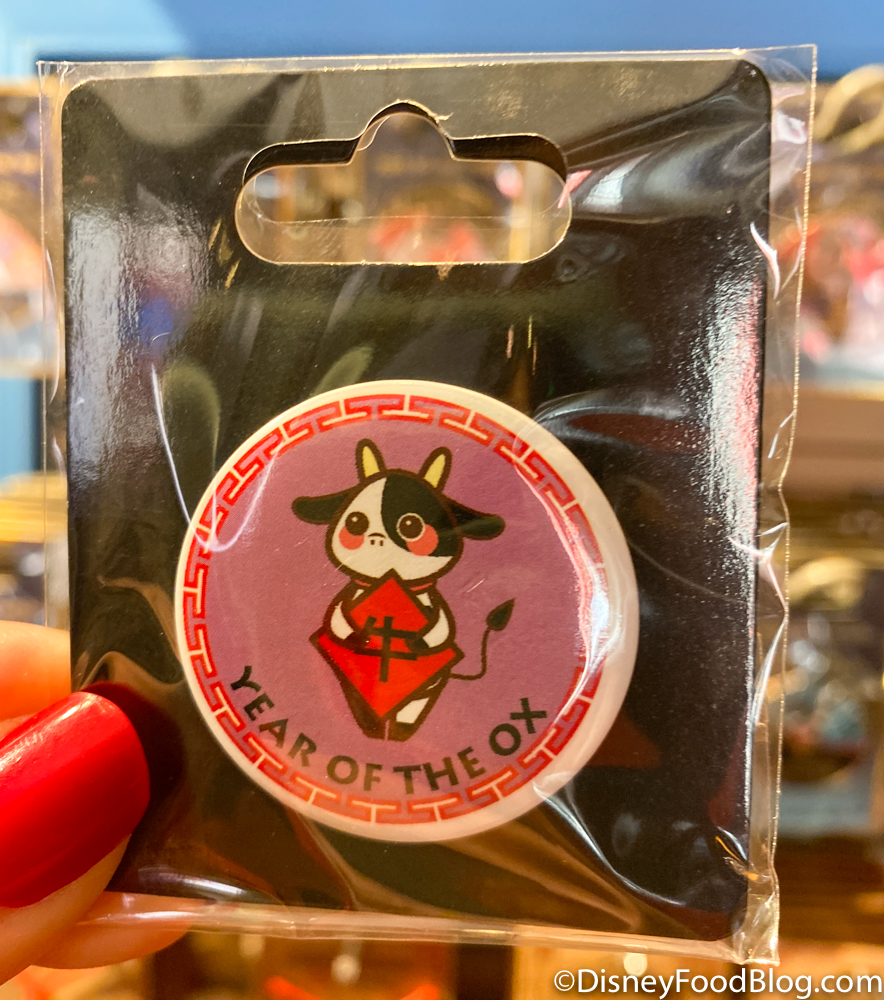 牛
YEAR OF THE OX
©DisneyFoodBlog.com